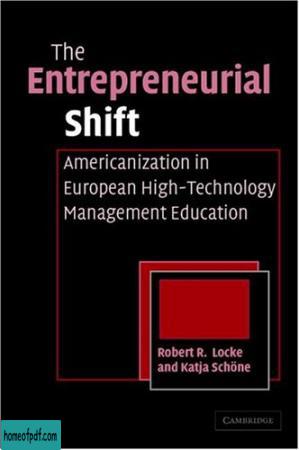 The
Entrepreneurial
Shift
Americanization in
European High-Technology
Management Education
Robert R. Locke
and Katja Schöne
CAMBRIDGE
homeofpdf.com